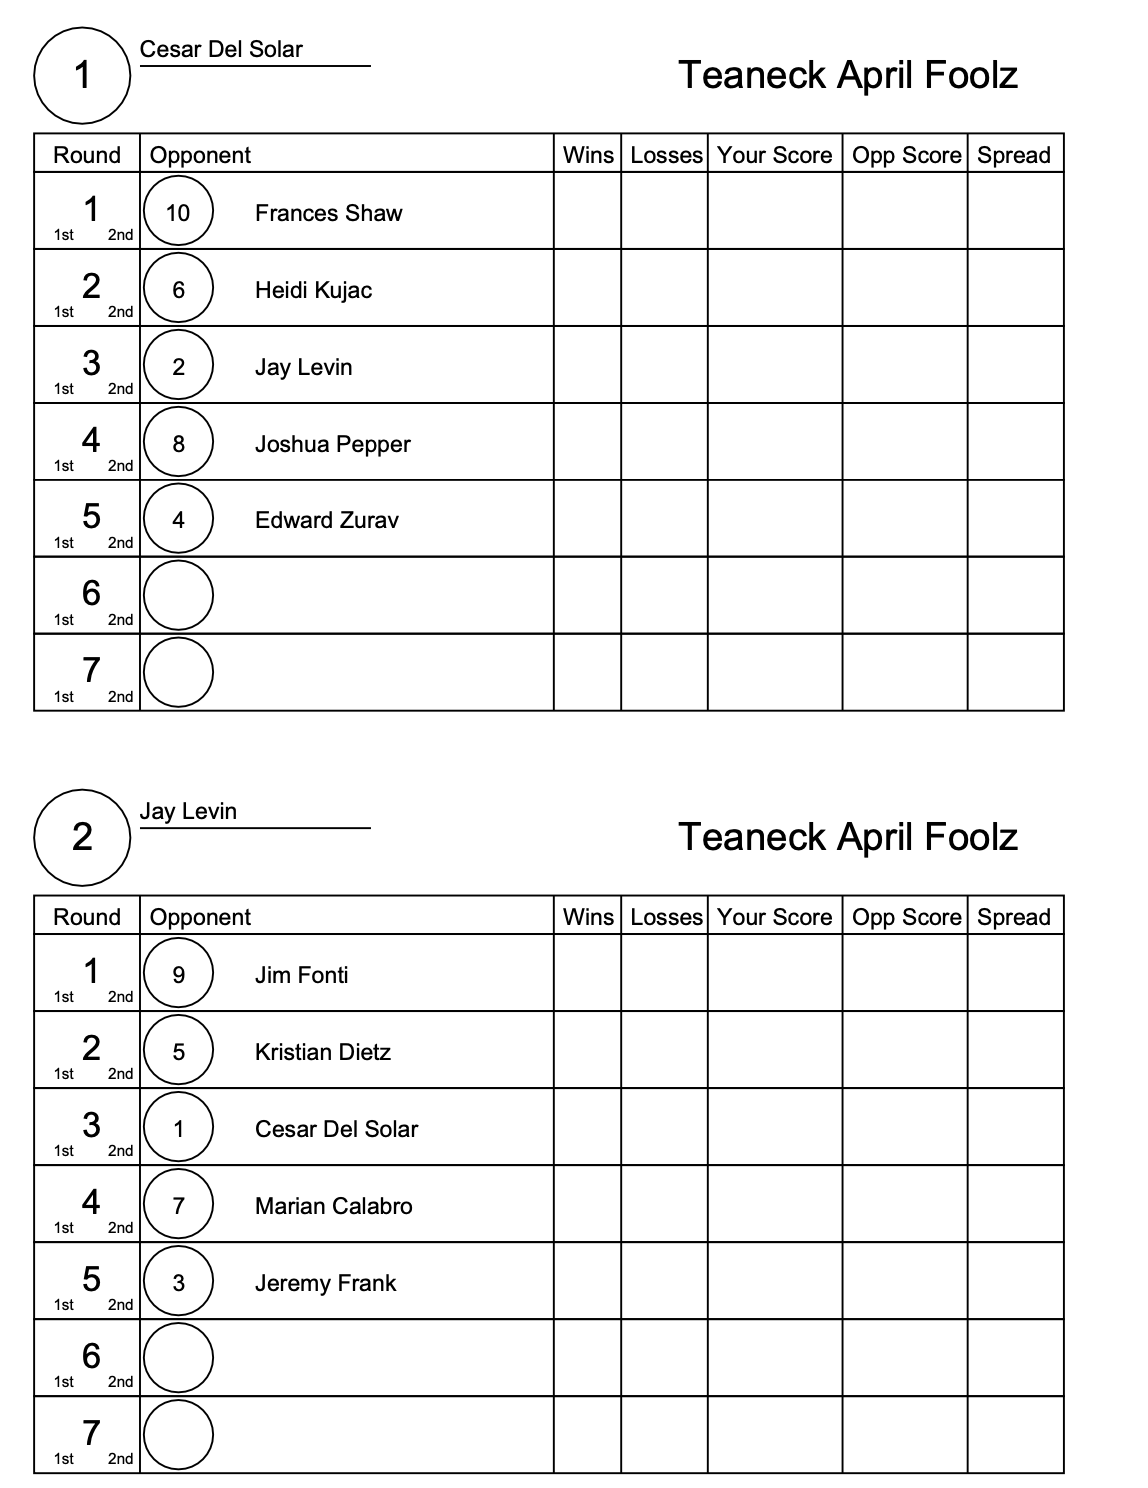 1 Cesar Del Solar Teaneck April Foolz
Round Opponent Wins Losses Your Score Opp Score Spread
1 1st 2nd 10 Frances Shaw
2 1st 2nd 6 Heidi Kujac
3 1st 2nd 2 Jay Levin
4 1st 2nd 8 Joshua Pepper
5 1st 2nd 4 Edward Zurav
6 1st 2nd
7 1st 2nd
2 Jay Levin Teaneck April Foolz
Round Opponent Wins Losses Your Score Opp Score Spread
1 1st 2nd 9 Jim Fonti
2 1st 2nd 5 Kristian Dietz
3 1st 2nd 1 Cesar Del Solar
4 1st 2nd 7 Marian Calabro
5 1st 2nd 3 Jeremy Frank
6 1st 2nd
7 1st 2nd